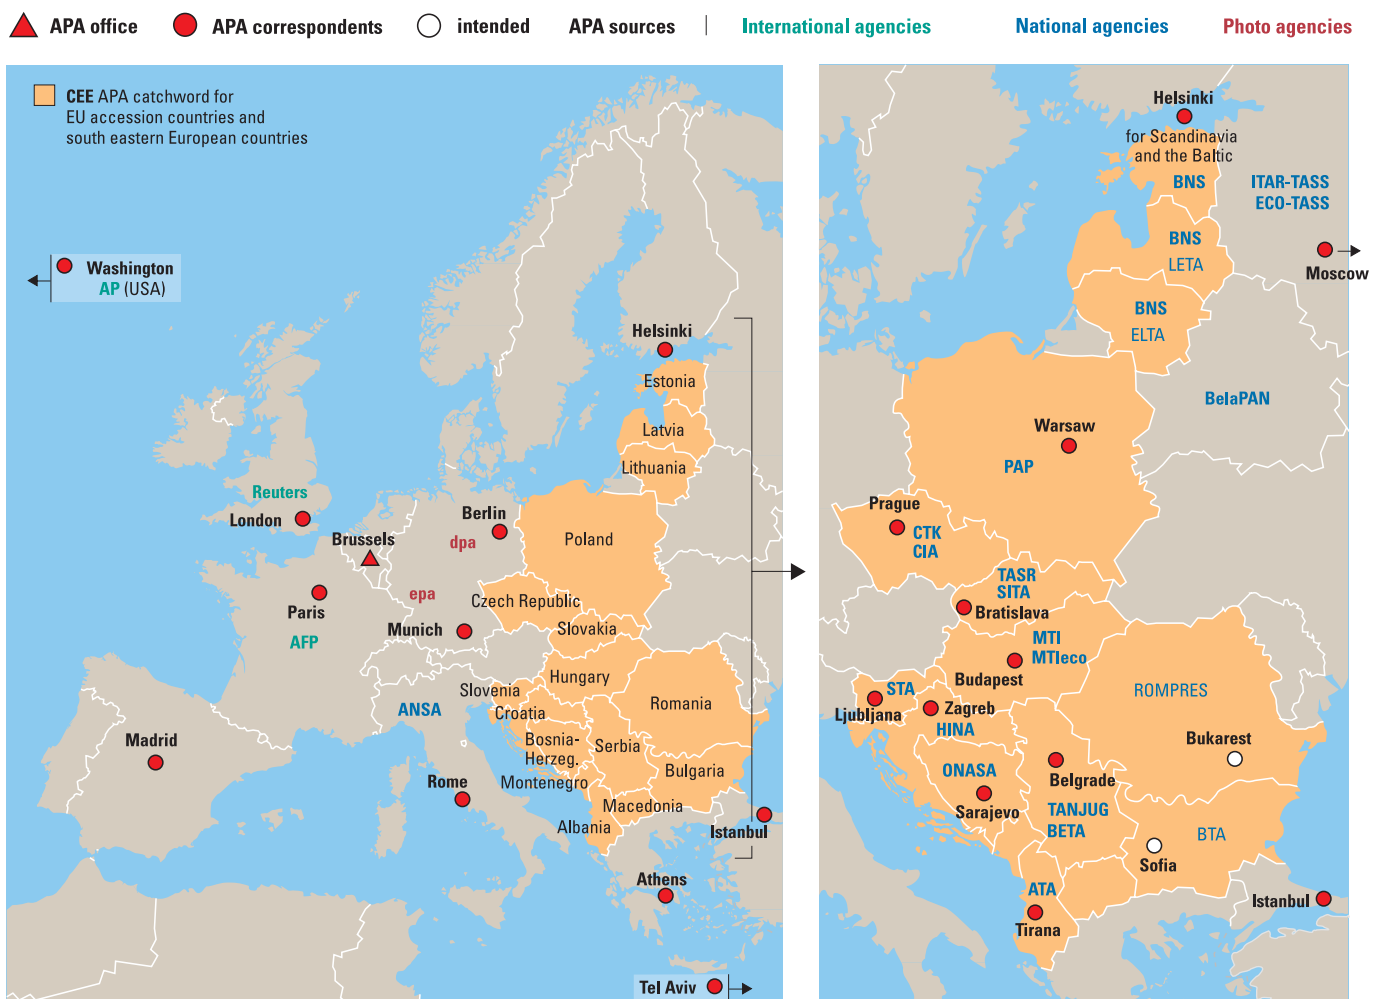 APA office
APA correspondents
intended
APA sources
International agencies
National agencies
Photo agencies
CEE APA catchword for
EU accession countries and
south eastern European countries
Washington
AP (USA)
Helsinki
Estonia
Latvia
Lithuania
Reuters
London
Berlin
Brussels
dpa
Poland
epa
Paris
Czech Republic
Munich
Slovakia
AFP
Hungary
Slovenia
ANSA
Croatia
Romania
Madrid
Bosnia-
Herzeg.
Serbia
Rome
Montenegro
Bulgaria
Macedonia
Albania
Istanbul
Athens
Tel Aviv
Helsinki
for Scandinavia
and the Baltic
BNS
ITAR-TASS
ECO-TASS
BNS
LETA
Moscow
BNS
ELTA
BelaPAN
Warsaw
PAP
Prague
CTK
CIA
TASR
SITA
Bratislava
MTI
MTIeco
Budapest
STA
ROMPRES
Ljubljana
Zagreb
HINA
Bukarest
ONASA
Belgrade
Sarajevo
TANJUG
BETA
BTA
Sofia
ATA
Istanbul
Tirana